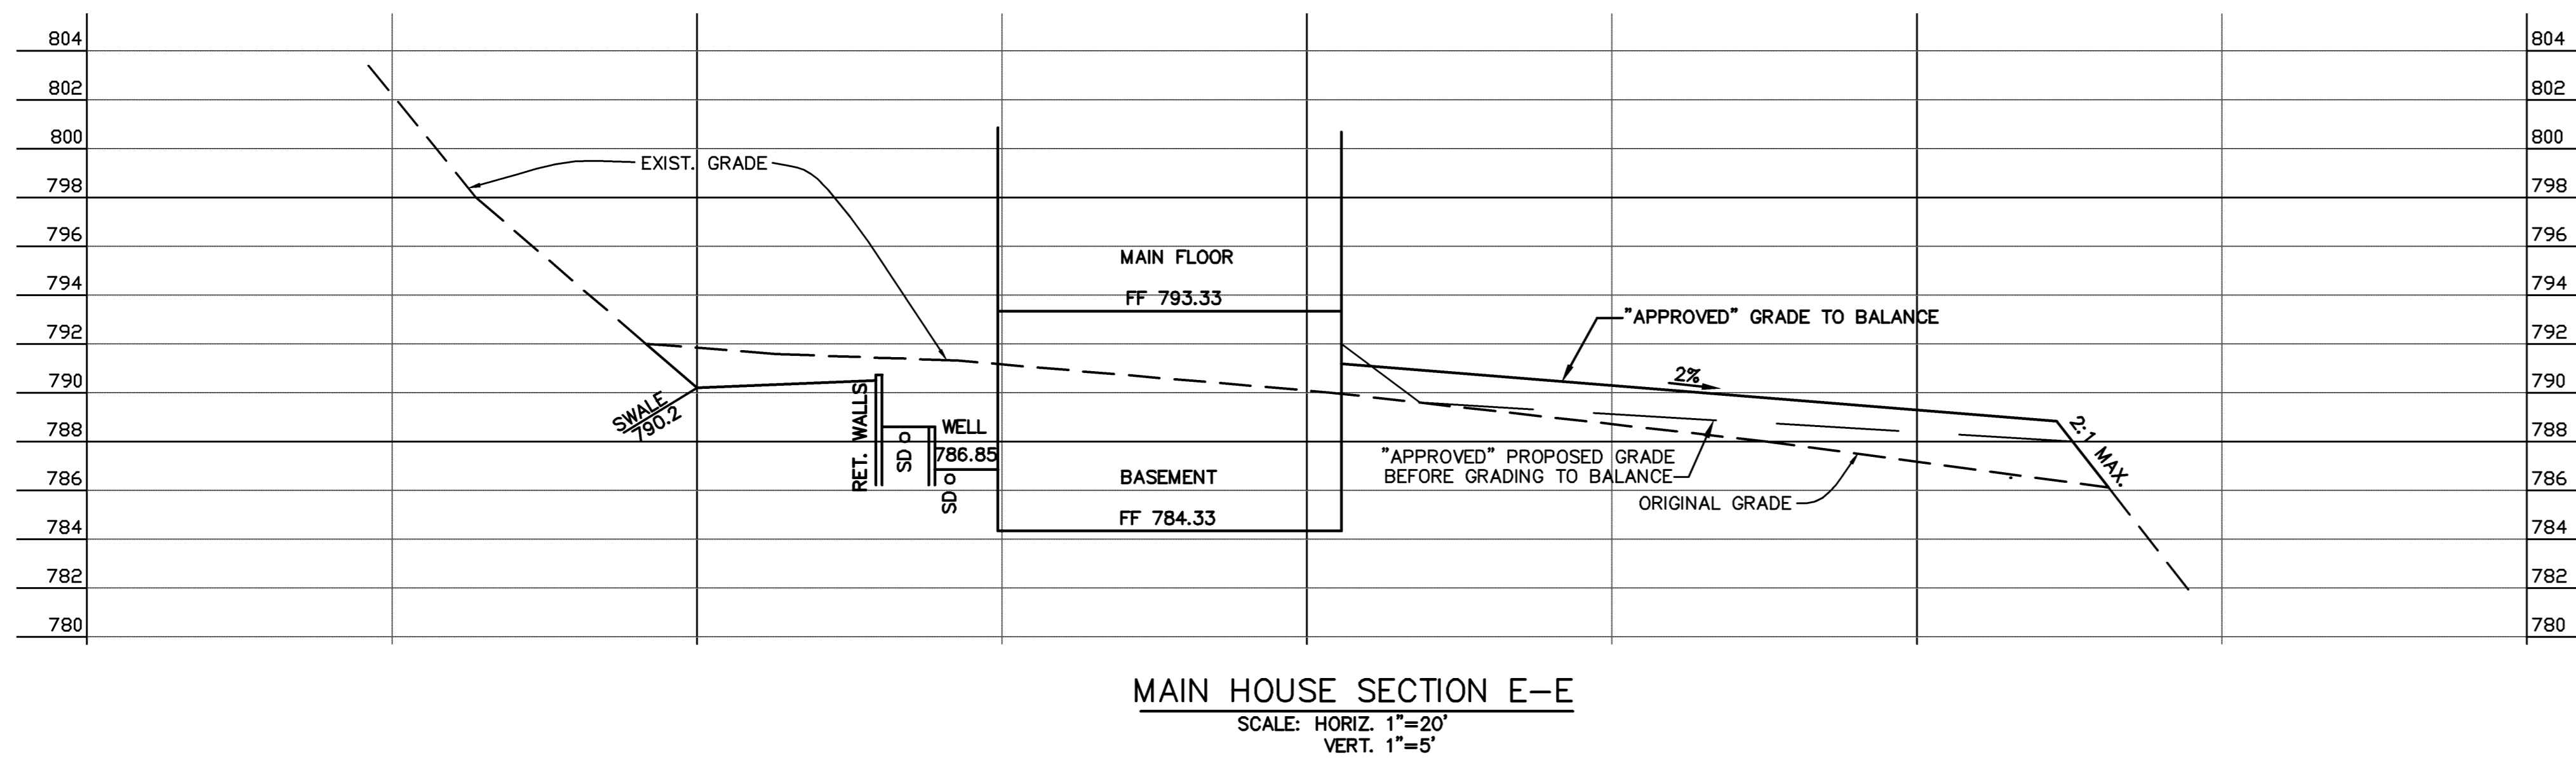 804
804
802
802
800
800
EXIST. GRADE
798
798
796
796
MAIN FLOOR
794
FF 793.33
794
"APPROVED" GRADE TO BALANCE
792
792
790
2%
790
SWALE
790.2
RET. WALLS
788
SD
WELL
2:1 MAX.
788
786.85
"APPROVED" PROPOSED GRADE
BEFORE GRADING TO BALANCE
786
SD
BASEMENT
786
ORIGINAL GRADE
784
FF 784.33
784
782
782
780
780
MAIN HOUSE SECTION E-E
SCALE: HORIZ. 1"=20'
VERT. 1"=5'